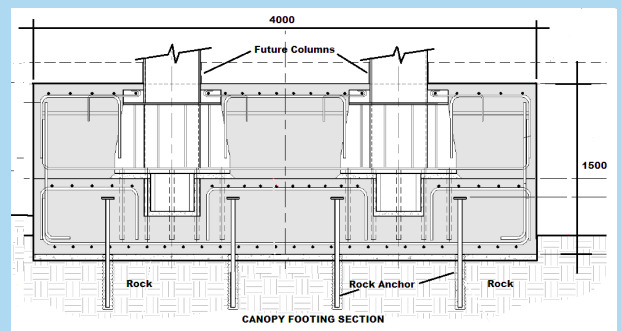 4000
Future Columns
1500
Rock
Rock Anchor
Rock
CANOPY FOOTING SECTION